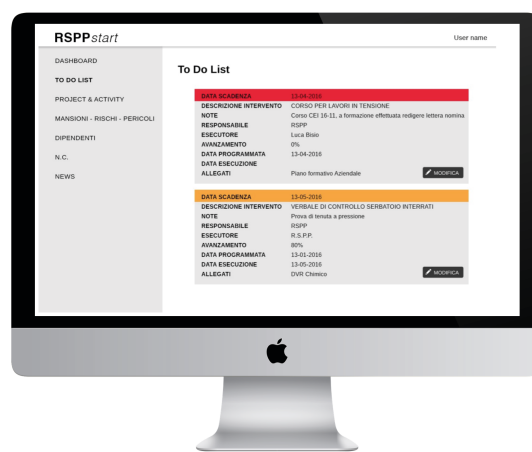 RSPPstart
User name
DASHBOARD
TO DO LIST
PROJECT & ACTIVITY
MANSIONI - RISCHI - PERICOLI
DIPENDENTI
N.C.
NEWS
To Do List
DATA SCADENZA 13-04-2016
DESCRIZIONE INTERVENTO CORSO PER LAVORI IN TENSIONE
NOTE Corso CEI 16-11, a formazione effettuata redigere lettera nomina
RESPONSABILE RSPP
ESECUTORE Luca Bisio
AVANZAMENTO 0%
DATA PROGRAMMATA 13-04-2016
DATA ESECUZIONE
ALLEGATI Piano formativo Aziendale MODIFICA
DATA SCADENZA 13-05-2016
DESCRIZIONE INTERVENTO VERBALE DI CONTROLLO SERBATOIO INTERRATI
NOTE Prova di tenuta a pressione
RESPONSABILE RSPP
ESECUTORE R.S.P.P.
AVANZAMENTO 80%
DATA PROGRAMMATA 13-01-2016
DATA ESECUZIONE 13-05-2016
ALLEGATI DVR Chimico MODIFICA